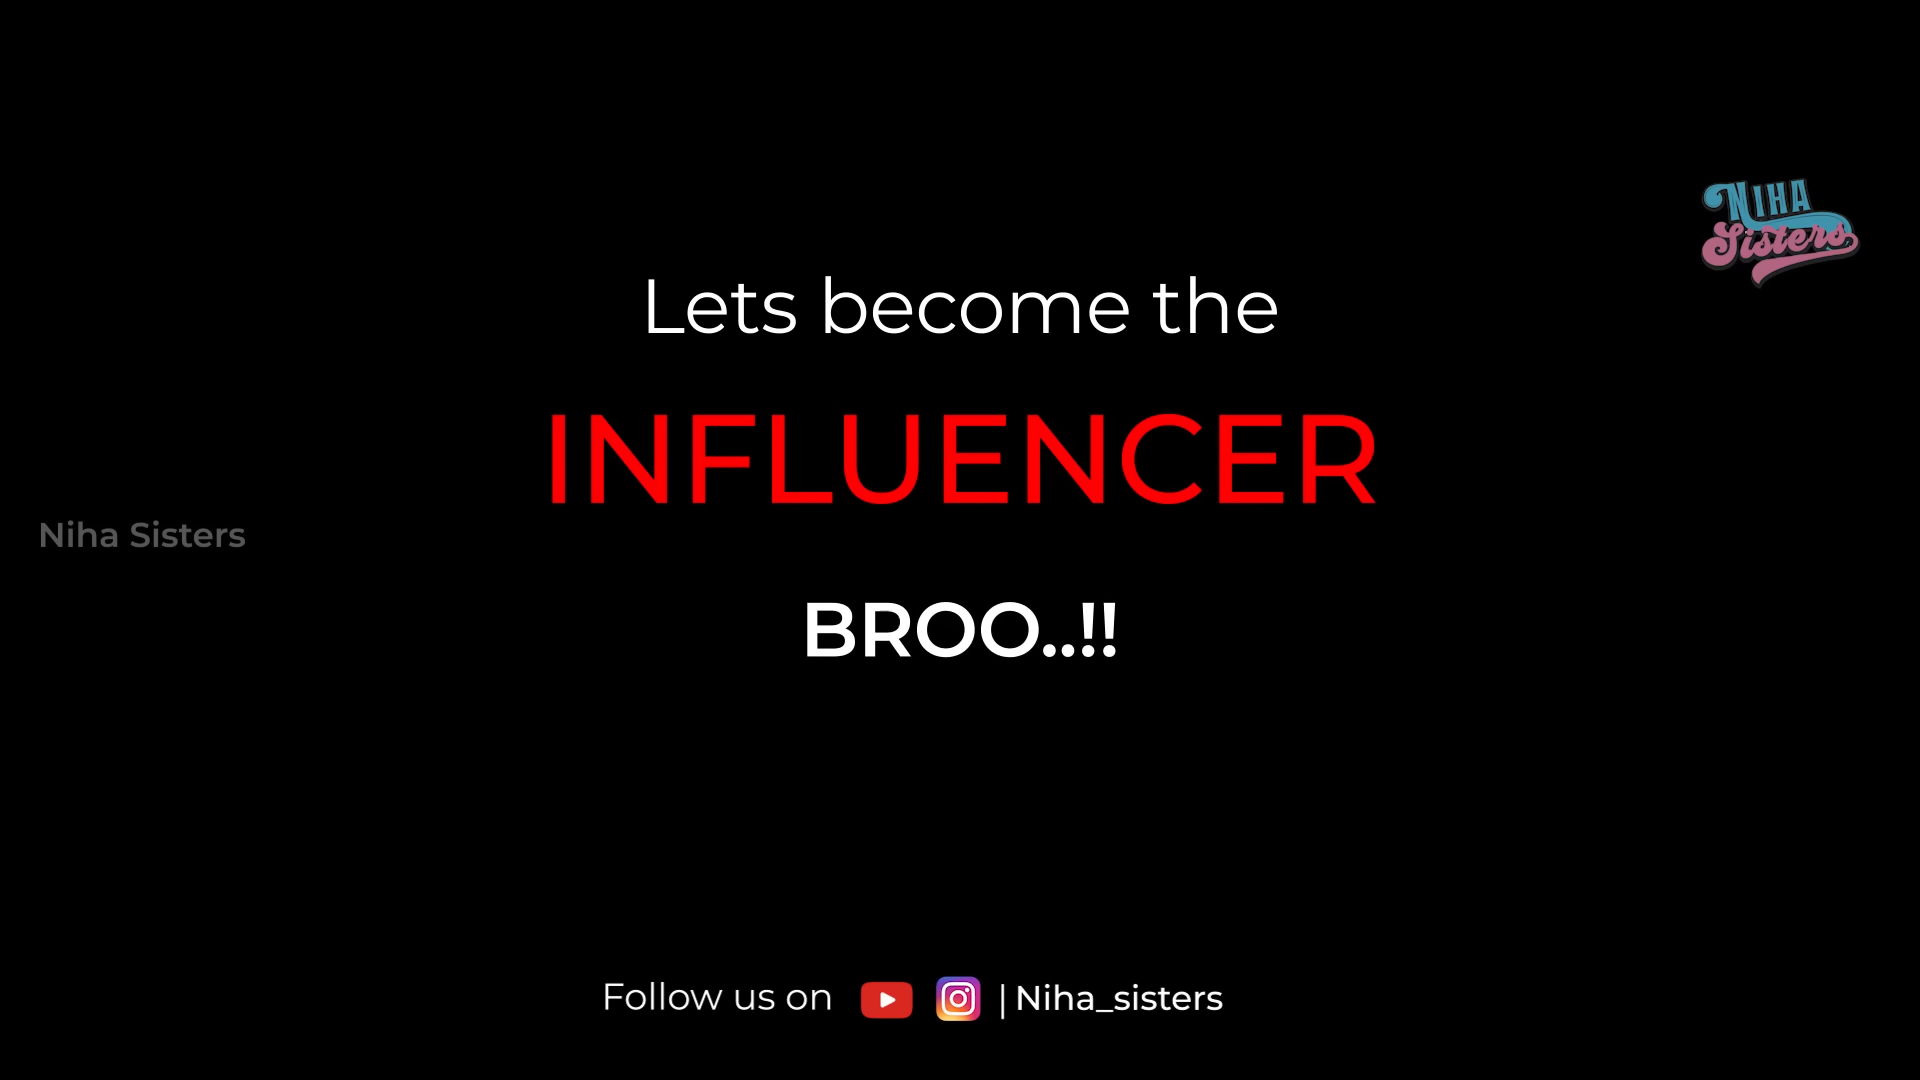 NIHA
Sisters
Lets become the
INFLUENCER
Niha Sisters
BROO..!!
Follow us on | Niha_sisters